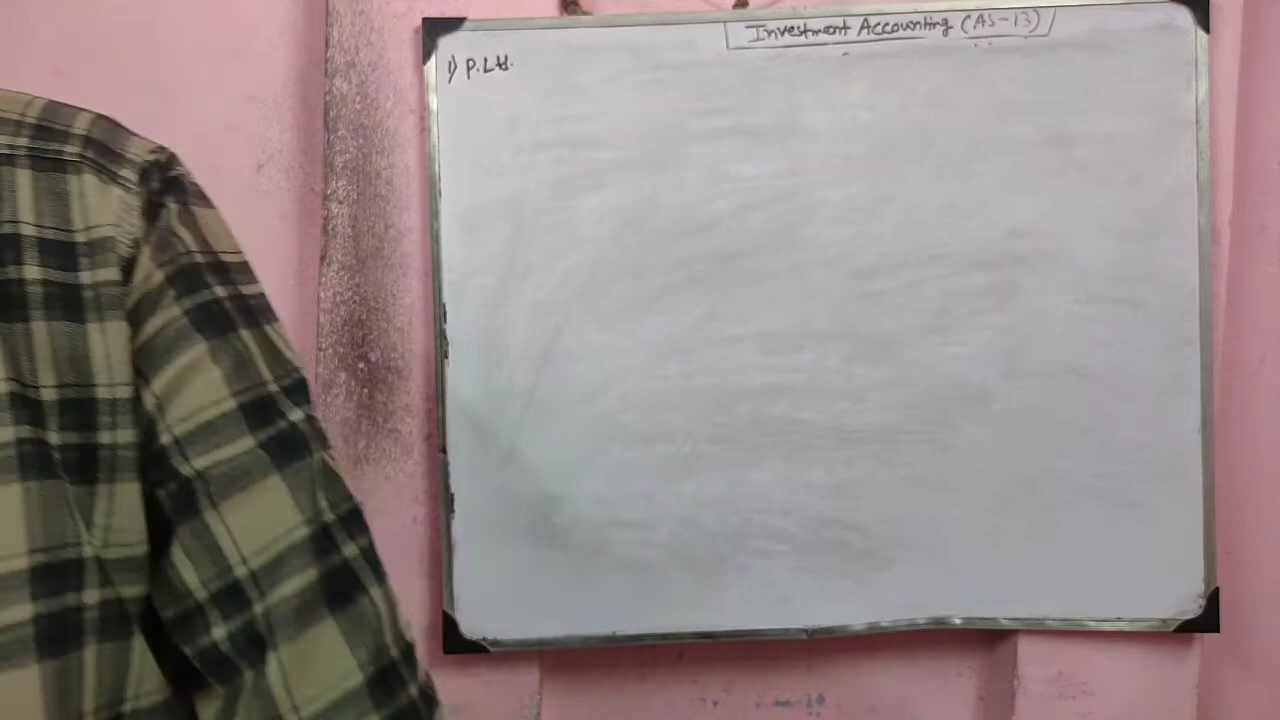 Investment Accounting (AS-13)
1) P.Ltd.